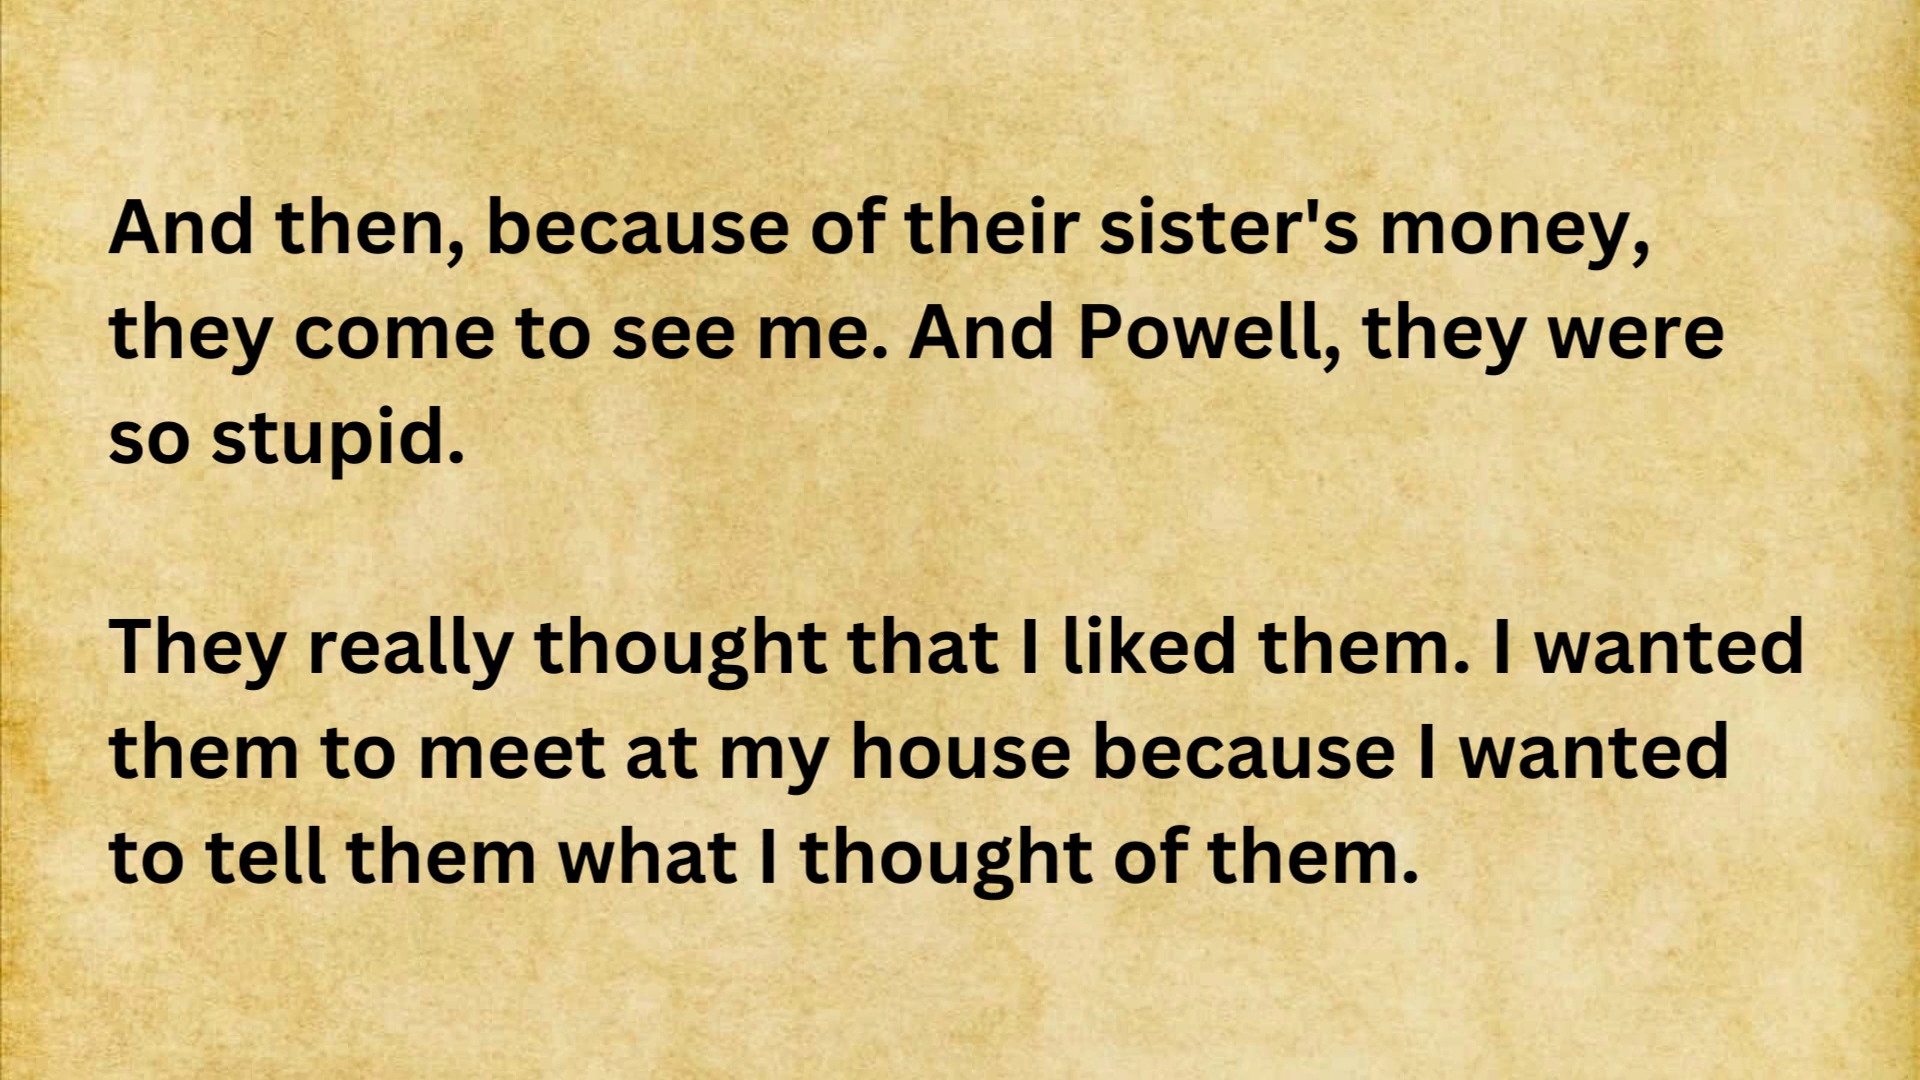 And then, because of their sister's money,
they come to see me. And Powell, they were
so stupid.
They really thought that I liked them. I wanted
them to meet at my house because I wanted
to tell them what I thought of them.